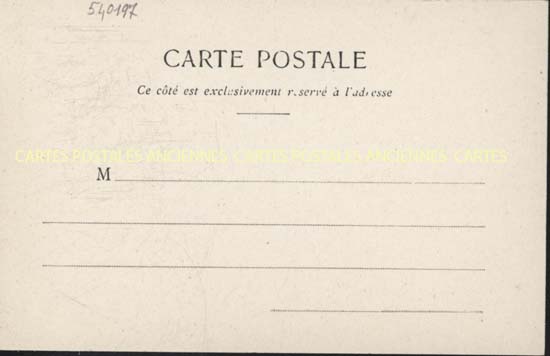 540197
CARTE POSTALE
Ce côté est exclusivement réservé à l'adresse
CARTES POSTALES ANCIENNES CARTES POSTALES ANCIENNES CARTES
M